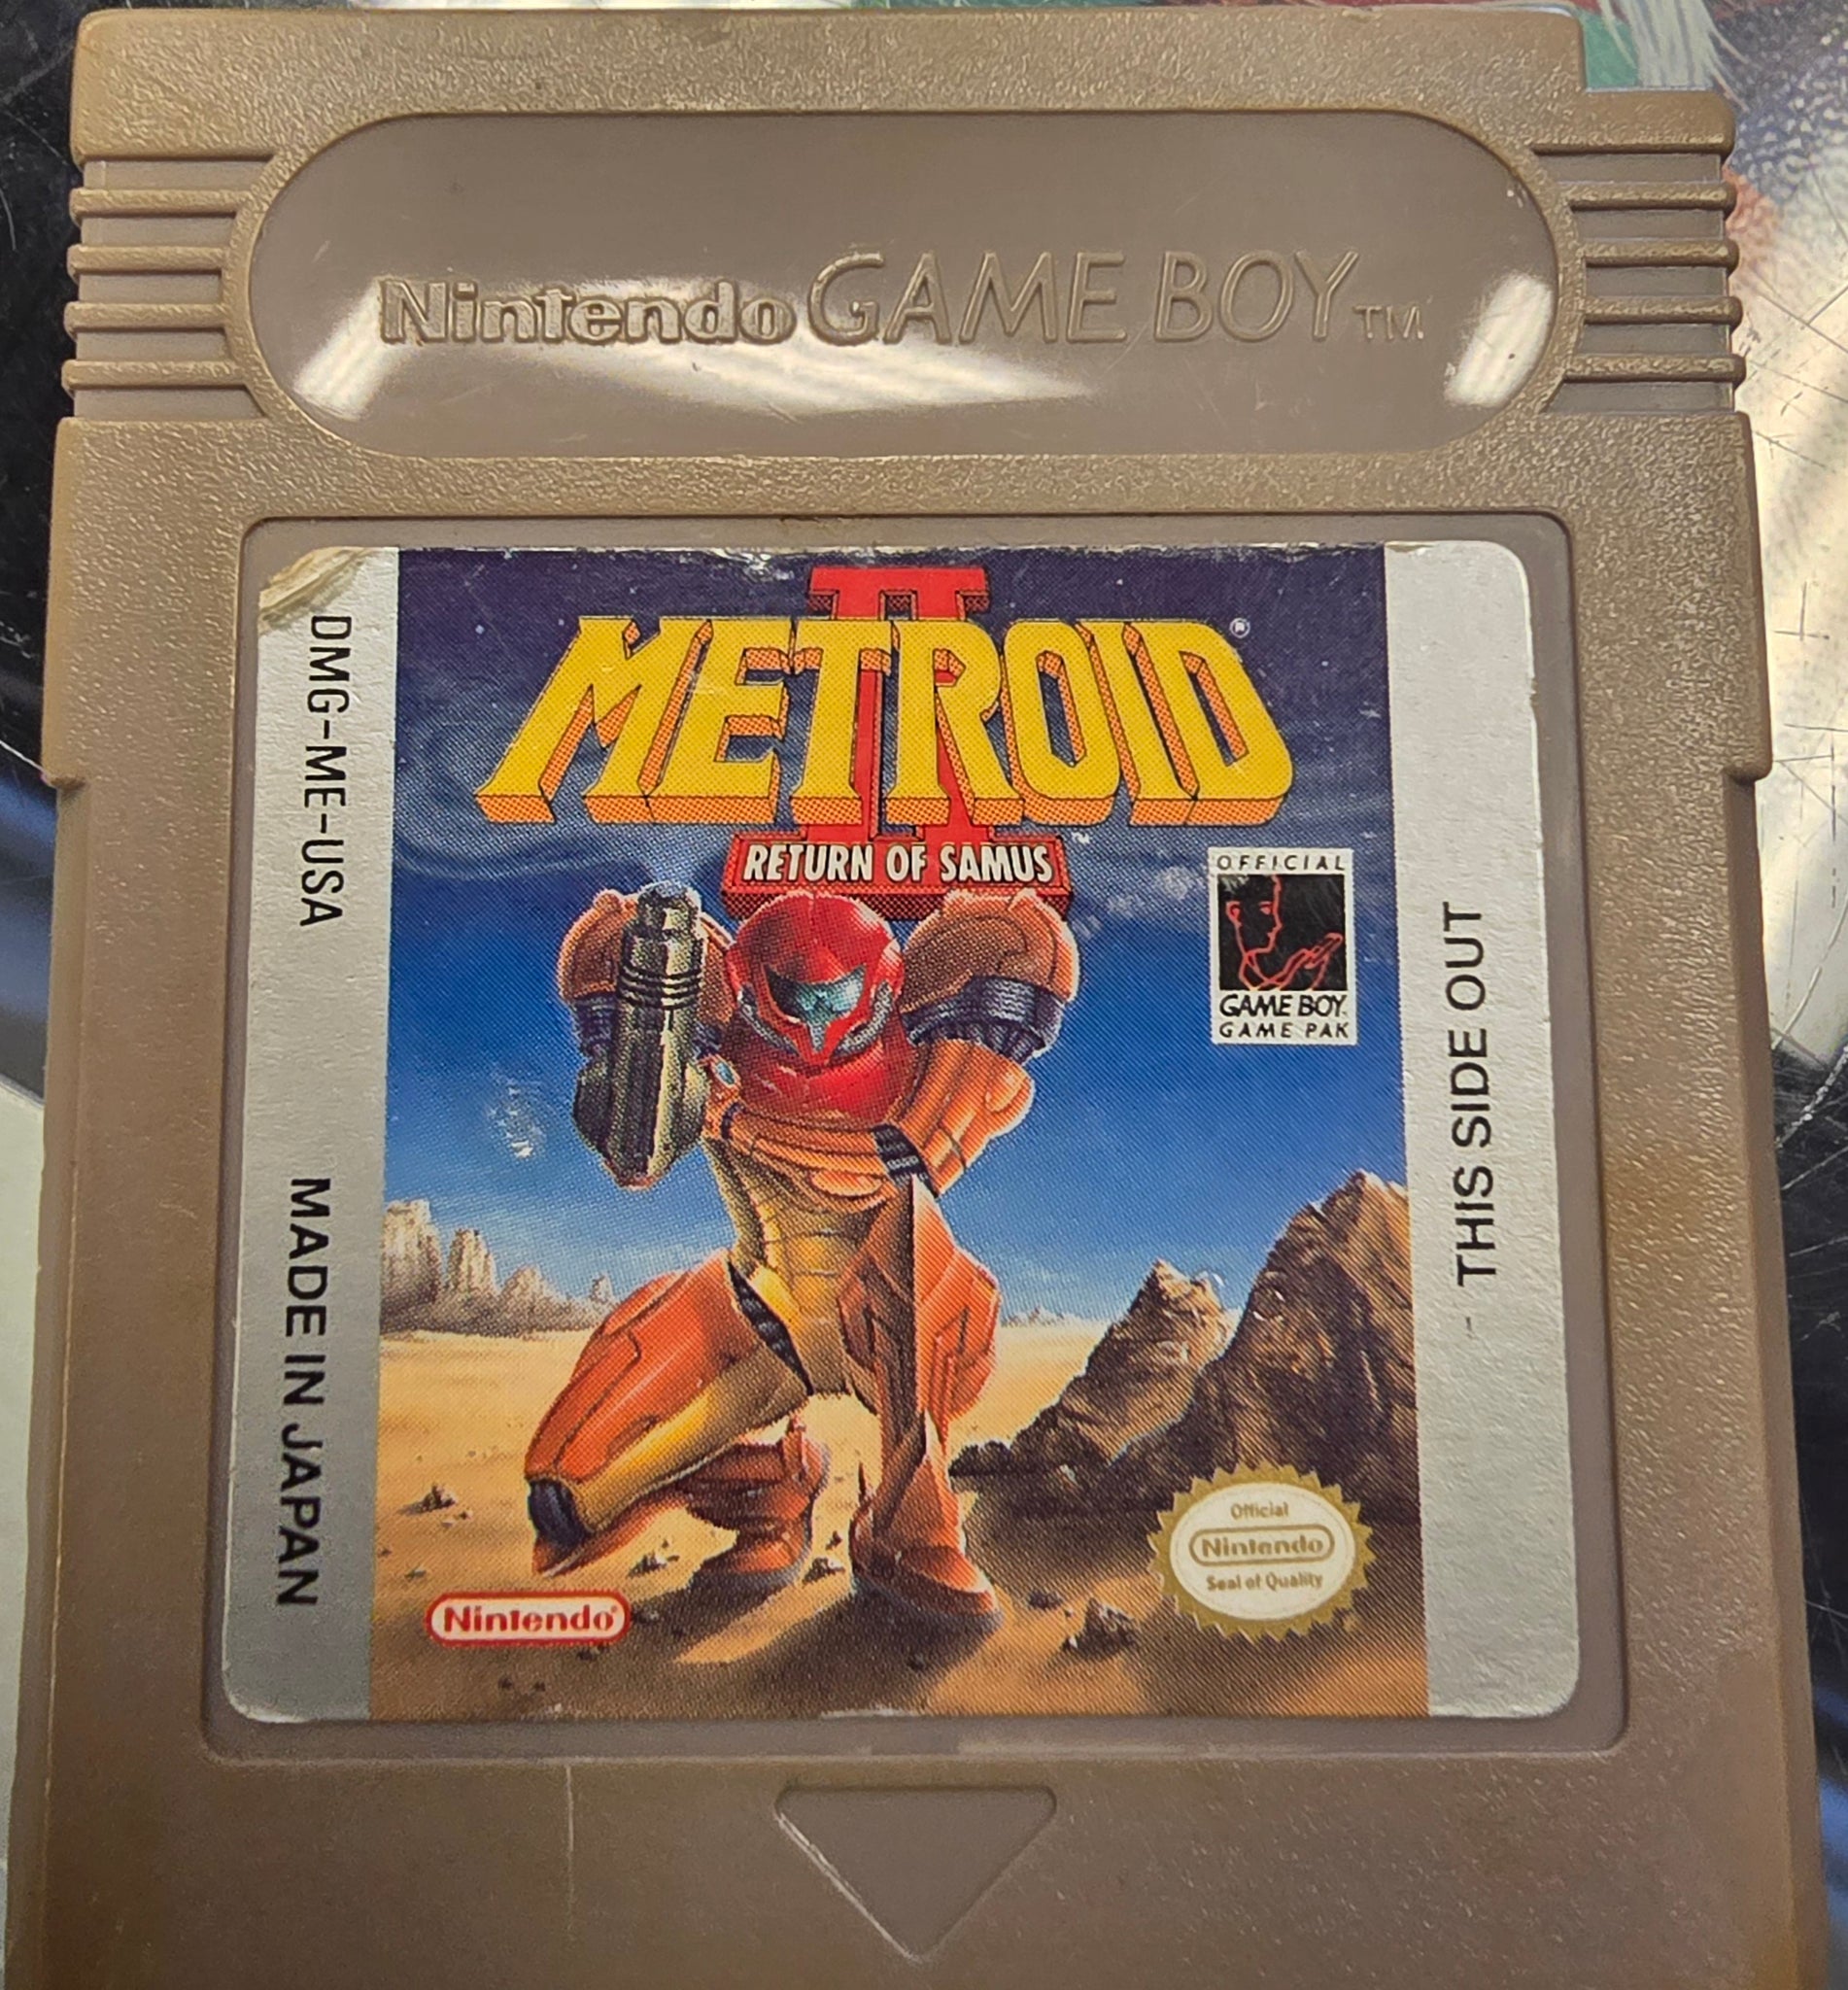 Nintendo GAME BOY TM
DMG-ME-USA
MADE IN JAPAN
II
METROID®
RETURN OF SAMUS™
OFFICIAL
GAME BOY
GAME PAK
THIS SIDE OUT
Official
Nintendo
Seal of Quality
Nintendo®